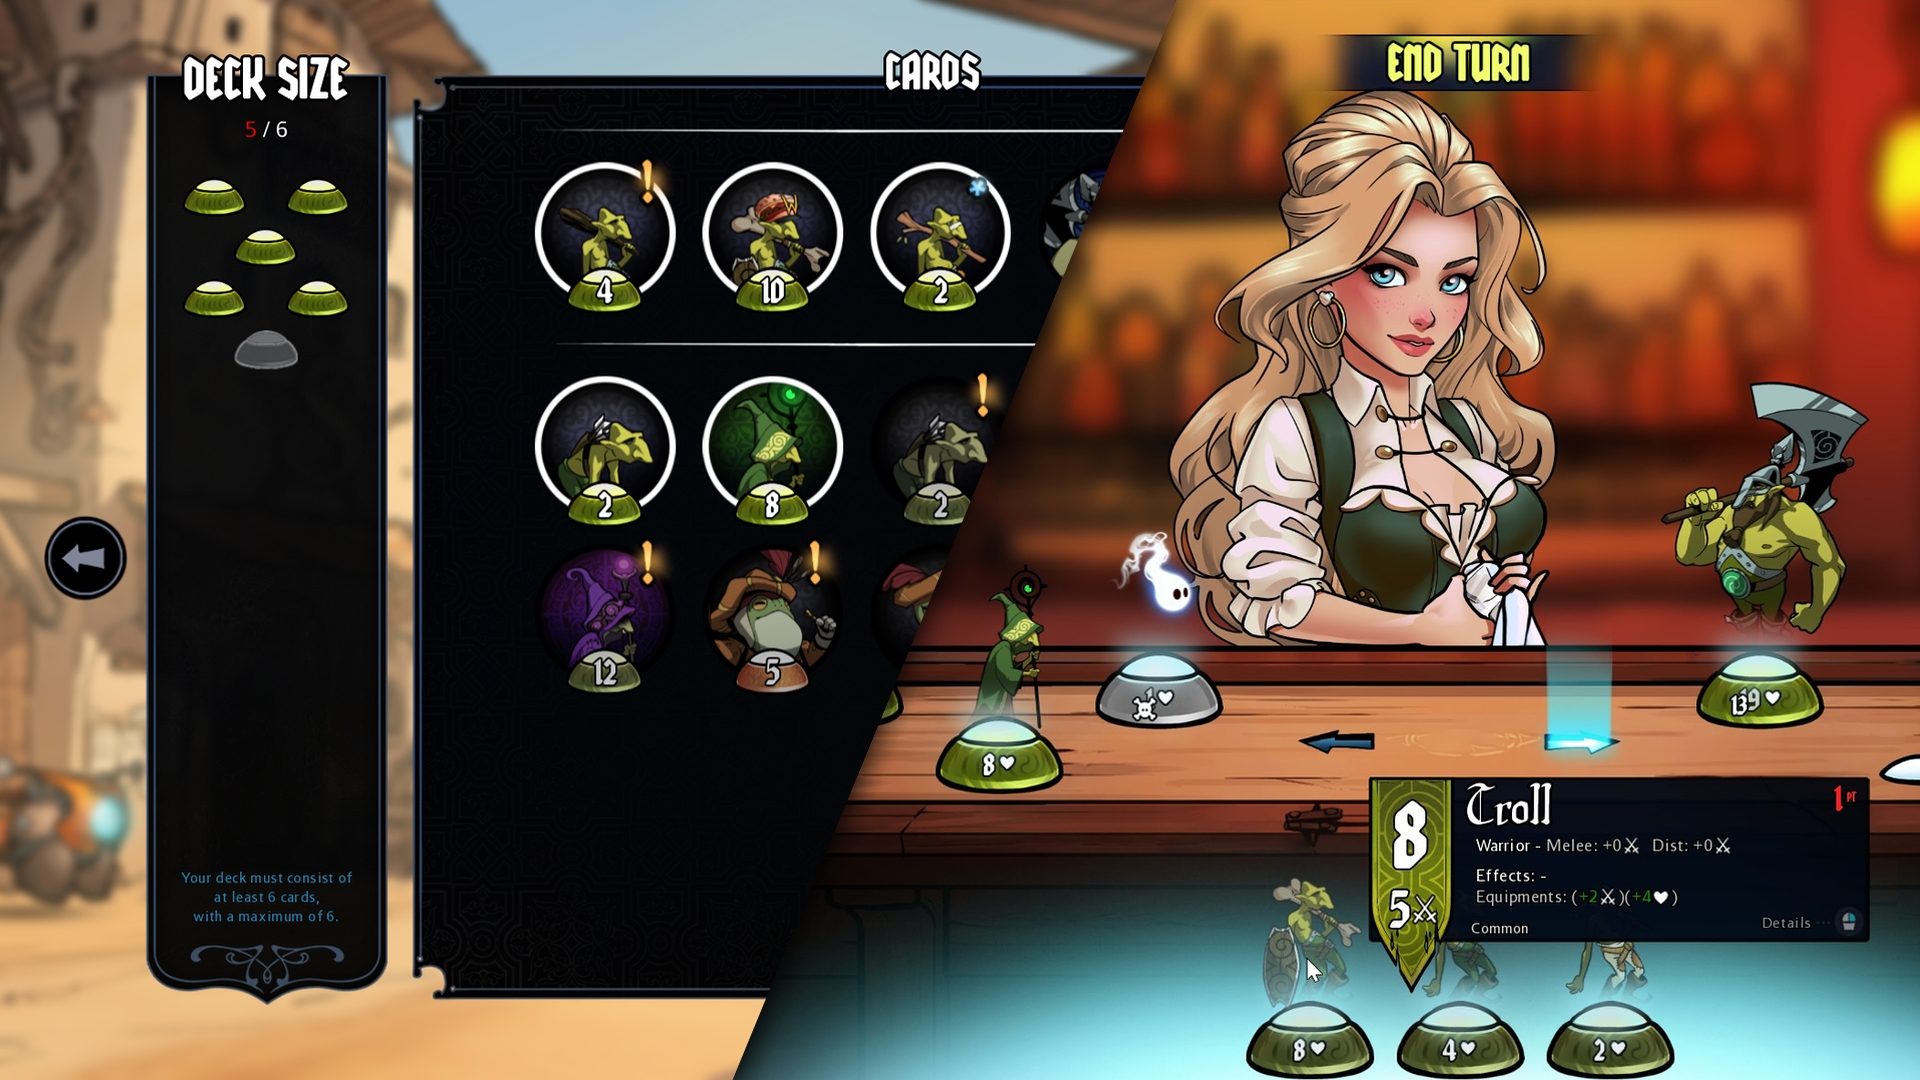 DECK SIZE
5 / 6
Your deck must consist of
at least 6 cards,
with a maximum of 6.
CARDS
4
10
2
2
8
2
12
5
END TURN
8
1
8
Troll
1 PT
Warrior - Melee: +0 Dist: +0
Effects: -
Equipments: (+2)(+4)
5
Common
Details ...
8
4
2